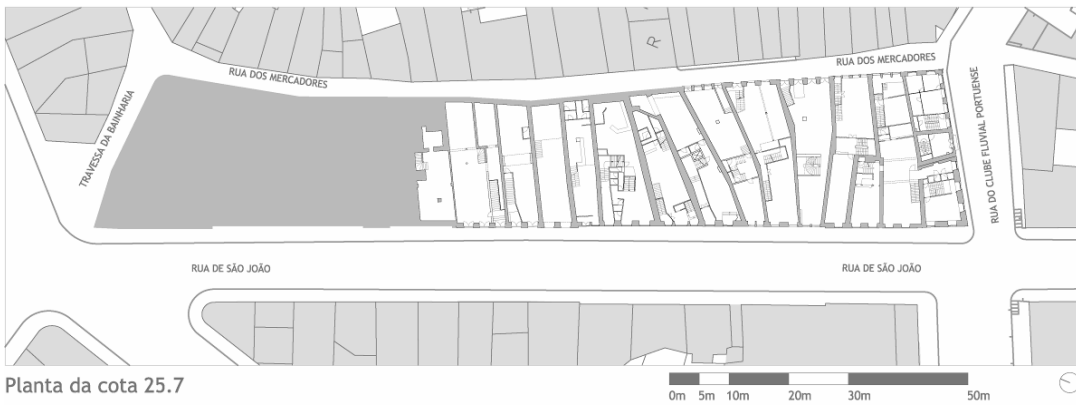 R
RUA DOS MERCADORES
RUA DOS MERCADORES
TRAVESSA DA BAINHARIA
RUA DO CLUBE FLUVIAL PORTUENSE
RUA DE SÃO JOÃO
RUA DE SÃO JOÃO
Planta da cota 25.7
0m 5m 10m 20m 30m 50m